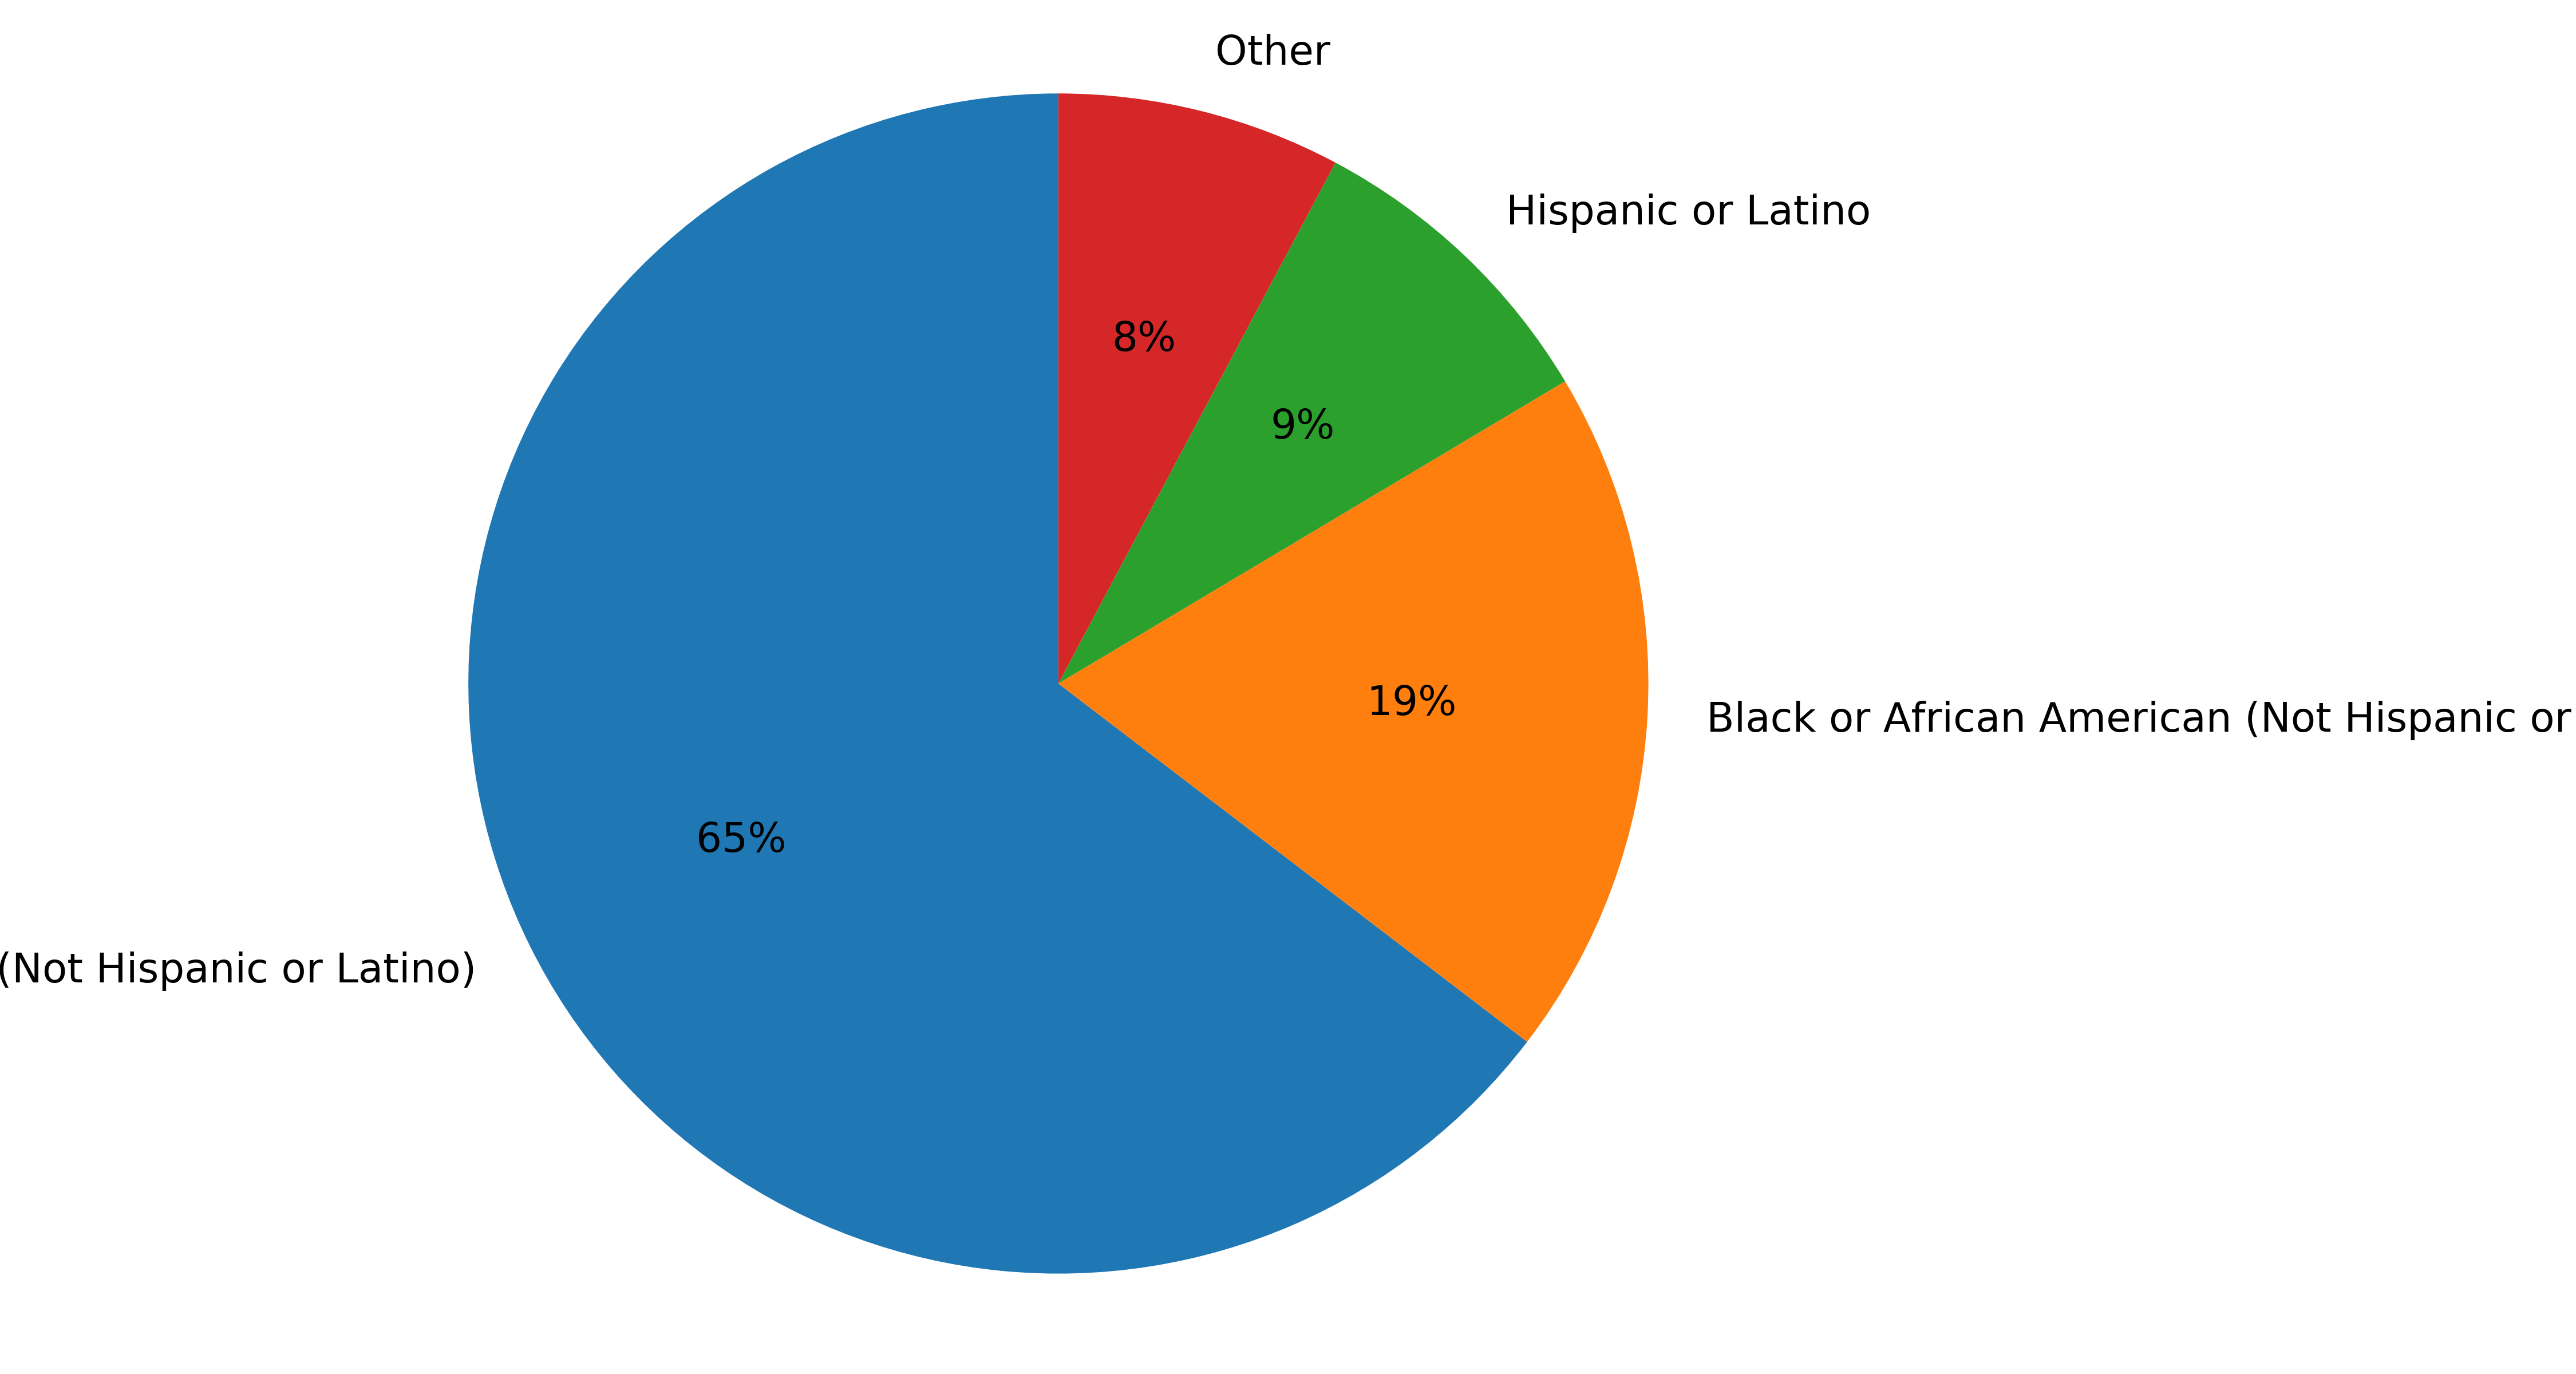 Other
Hispanic or Latino
8%
9%
19%
Black or African American (Not Hispanic or
65%
(Not Hispanic or Latino)